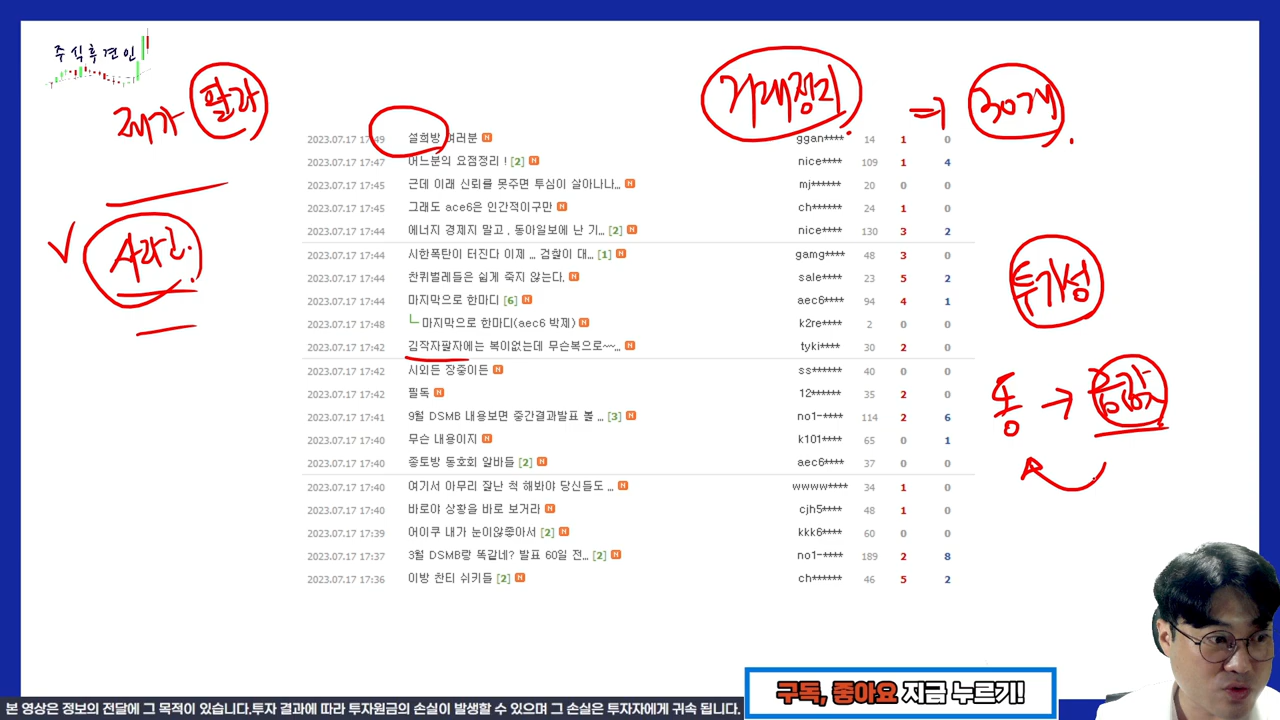 주식후견인
제가 팔라
거래정지 => 30개.
2023.07.17 17:49 설희방 여러분 N ggan**** 14 1 0
2023.07.17 17:47 어느분의 요점정리 ! [2] N nice**** 109 1 4
2023.07.17 17:45 근데 이래 신뢰를 못주면 투심이 살아나나... N mj****** 20 0 0
2023.07.17 17:45 그래도 ace6은 인간적이구만 N ch****** 24 1 0
2023.07.17 17:44 에너지 경제지 말고 , 동아일보에 난 기... [2] N nice**** 130 3 2
2023.07.17 17:44 시한폭탄이 터진다 이제 ... 검찰이 대... [1] N gamg**** 48 3 0
2023.07.17 17:44 찬퀴벌레들은 쉽게 죽지 않는다. N sale**** 23 5 2
2023.07.17 17:44 마지막으로 한마디 [6] N aec6**** 94 4 1
2023.07.17 17:48 마지막으로 한마디(aec6 박제) N k2re**** 2 0 0
2023.07.17 17:42 김작자팔자에는 복이없는데 무슨복으로~~... N tyki**** 30 2 0
2023.07.17 17:42 시외든 장중이든 N ss****** 40 0 0
2023.07.17 17:42 필독 N 12****** 35 2 0
2023.07.17 17:41 9월 DSMB 내용보면 중간결과발표 볼 ... [3] N no1-**** 114 2 6
2023.07.17 17:40 무슨 내용이지 N k101**** 65 0 1
2023.07.17 17:40 종토방 동호회 알바들 [2] N aec6**** 37 0 0
2023.07.17 17:40 여기서 아무리 잘난 척 해봐야 당신들도 ... N wwww**** 34 1 0
2023.07.17 17:40 바로야 상황을 바로 보거라 N cjh5**** 48 1 0
2023.07.17 17:39 어이쿠 내가 눈이않좋아서 [2] N kkk6**** 60 0 0
2023.07.17 17:37 3월 DSMB랑 똑같네? 발표 60일 전... [2] N no1-**** 189 2 8
2023.07.17 17:36 이방 찬티 쉬키들 [2] N ch****** 46 5 2
투기성
돈 →
구독, 좋아요 지금 누르기!
본 영상은 정보의 전달에 그 목적이 있습니다.투자 결과에 따라 투자원금의 손실이 발생할 수 있으며 그 손실은 투자자에게 귀속 됩니다.